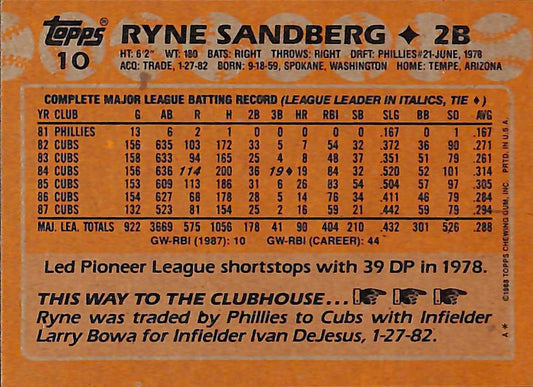 Topps®
10
RYNE SANDBERG ✦ 2B
HT: 6'2" WT: 180 BATS: RIGHT THROWS: RIGHT DRFT: PHILLIES #21-JUNE, 1978
ACQ: TRADE, 1-27-82 BORN: 9-18-59, SPOKANE, WASHINGTON HOME: TEMPE, ARIZONA
COMPLETE MAJOR LEAGUE BATTING RECORD (LEAGUE LEADER IN ITALICS, TIE ♦)
YR CLUB G AB R H 2B 3B HR RBI SB SLG BB SO AVG
81 PHILLIES 13 6 2 1 0 0 0 0 0 .167 0 1 .167
82 CUBS 156 635 103 172 33 5 7 54 32 .372 36 90 .271
83 CUBS 158 633 94 165 25 4 8 48 37 .351 51 79 .261
84 CUBS 156 636 114 200 36 19♦ 19 84 32 .520 52 101 .314
85 CUBS 153 609 113 186 31 6 26 83 54 .504 57 97 .305
86 CUBS 154 627 68 178 28 5 14 76 34 .411 46 79 .284
87 CUBS 132 523 81 154 25 2 16 59 21 .442 59 79 .294
MAJ. LEA. TOTALS 922 3669 575 1056 178 41 90 404 210 .432 301 526 .288
GW-RBI (1987): 10 GW-RBI (CAREER): 44
Led Pioneer League shortstops with 39 DP in 1978.
THIS WAY TO THE CLUBHOUSE...
Ryne was traded by Phillies to Cubs with Infielder
Larry Bowa for Infielder Ivan DeJesus, 1-27-82.
©1988 TOPPS CHEWING GUM, INC. PRTD. IN U.S.A.
A*